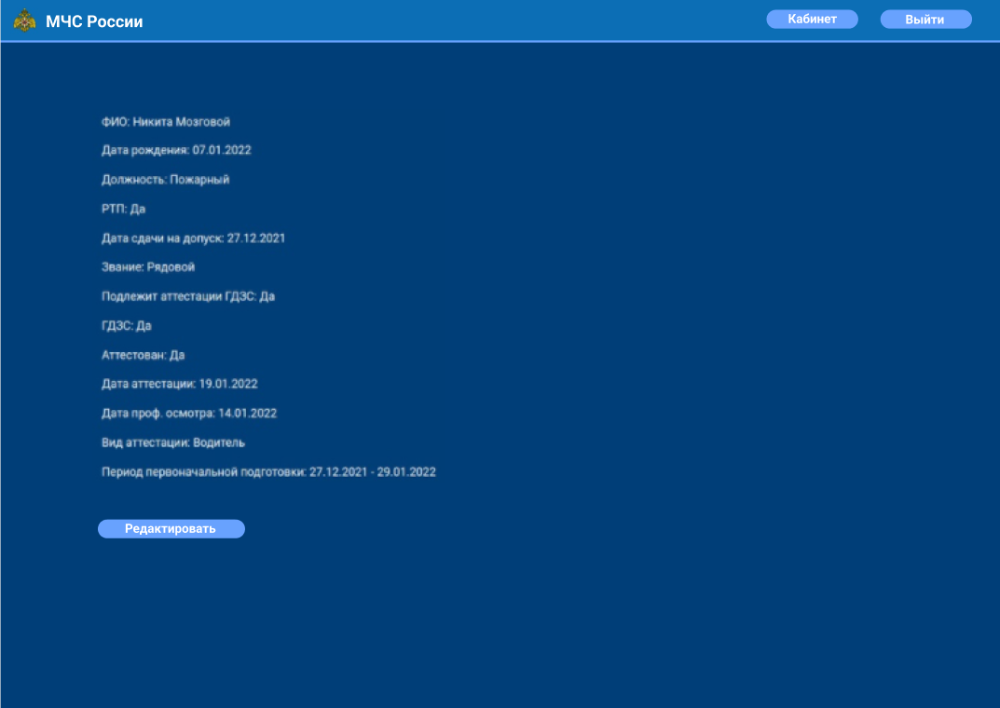 МЧС России
Кабинет
Выйти
ФИО: Никита Мозговой
Дата рождения: 07.01.2022
Должность: Пожарный
РТП: Да
Дата сдачи на допуск: 27.12.2021
Звание: Рядовой
Подлежит аттестации ГДЗС: Да
ГДЗС: Да
Аттестован: Да
Дата аттестации: 19.01.2022
Дата проф. осмотра: 14.01.2022
Вид аттестации: Водитель
Период первоначальной подготовки: 27.12.2021 - 29.01.2022
Редактировать